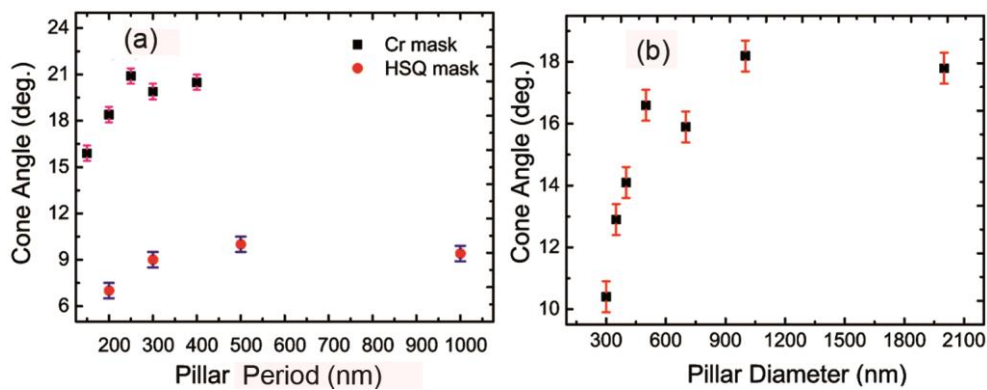 (a)
Cr mask
HSQ mask
Cone Angle (deg.)
24
21
18
15
12
9
6
200 300 400 500 600 700 800 900 1000
Pillar Period (nm)
(b)
Cone Angle (deg.)
18
16
14
12
10
300 600 900 1200 1500 1800 2100
Pillar Diameter (nm)